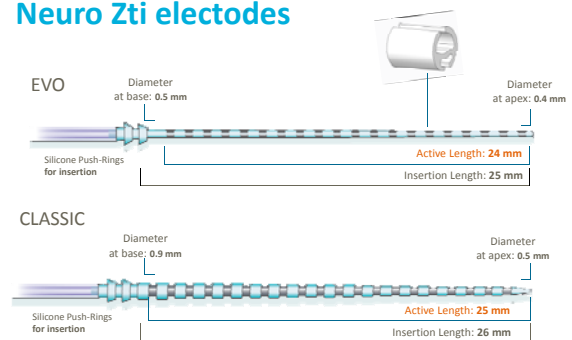 Neuro Zti electodes
EVO
Diameter
at base: 0.5 mm
Diameter
at apex: 0.4 mm
Silicone Push-Rings
for insertion
Active Length: 24 mm
Insertion Length: 25 mm
CLASSIC
Diameter
at base: 0.9 mm
Diameter
at apex: 0.5 mm
Silicone Push-Rings
for insertion
Active Length: 25 mm
Insertion Length: 26 mm